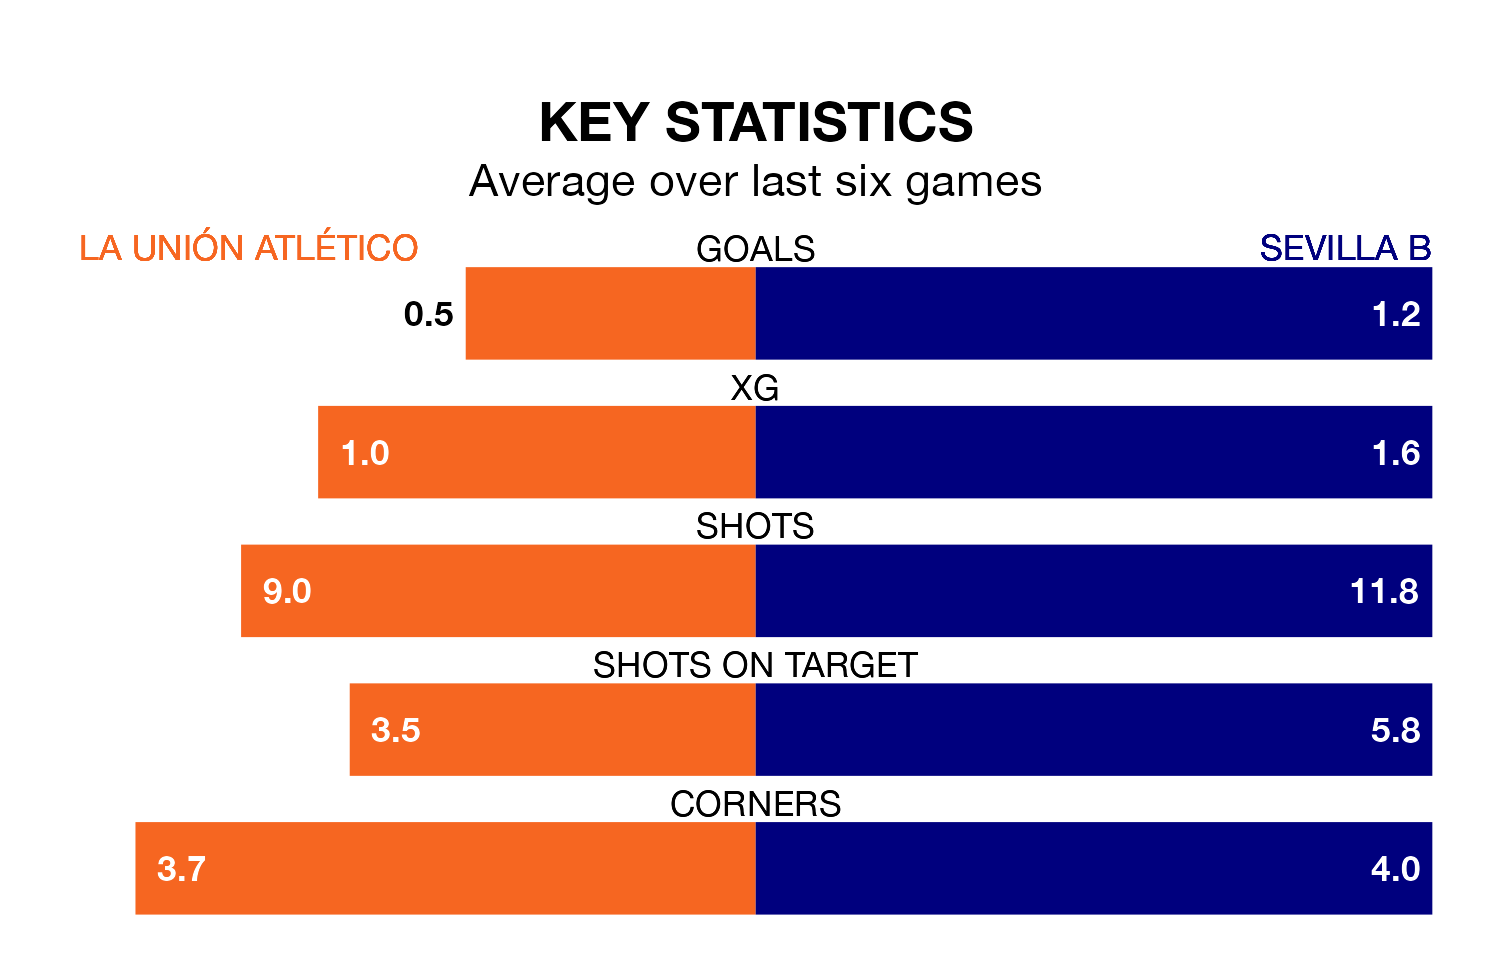 KEY STATISTICS
Average over last six games
LA UNIÓN ATLÉTICO GOALS SEVILLA B
0.5 1.2
XG
1.0 1.6
SHOTS
9.0 11.8
SHOTS ON TARGET
3.5 5.8
CORNERS
3.7 4.0